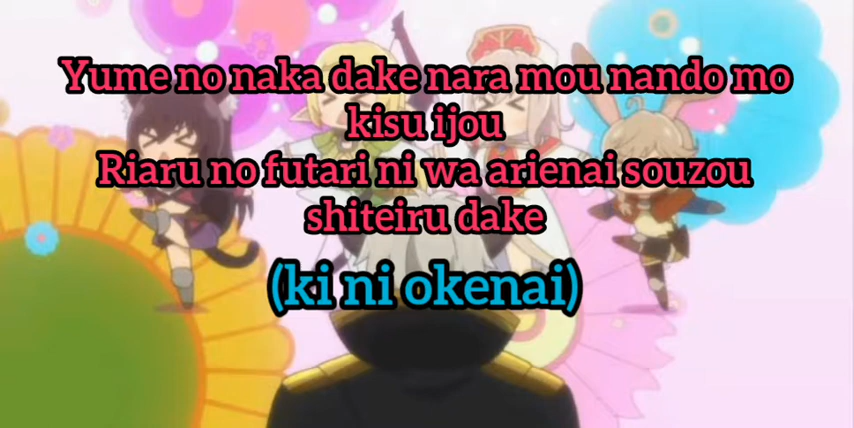 Yume no naka dake nara mou nando mo
kisu ijou
Riaru no futari ni wa arienai souzou
shiteiru dake
(ki ni okenai)